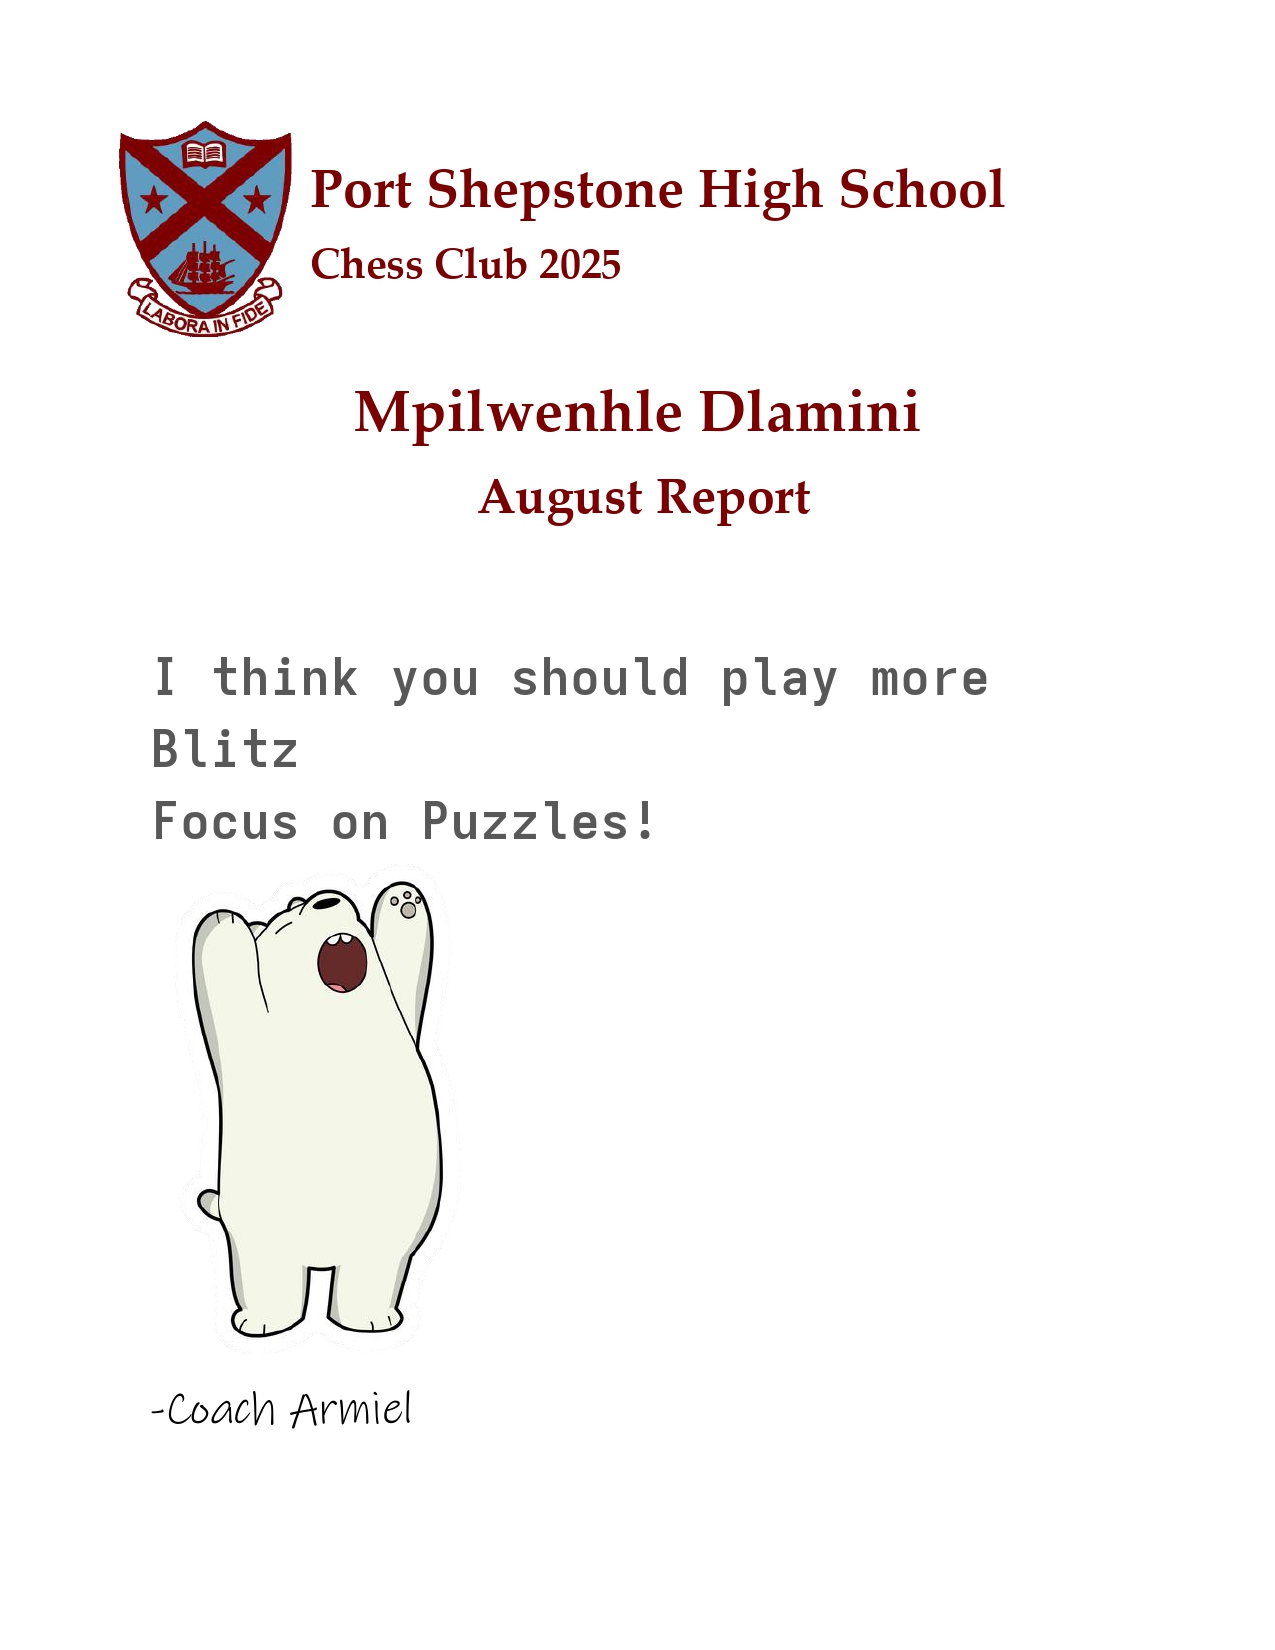 Port Shepstone High School
Chess Club 2025
LABORA IN FIDE
Mpilwenhle Dlamini
August Report
I think you should play more
Blitz
Focus on Puzzles!
-Coach Armiel